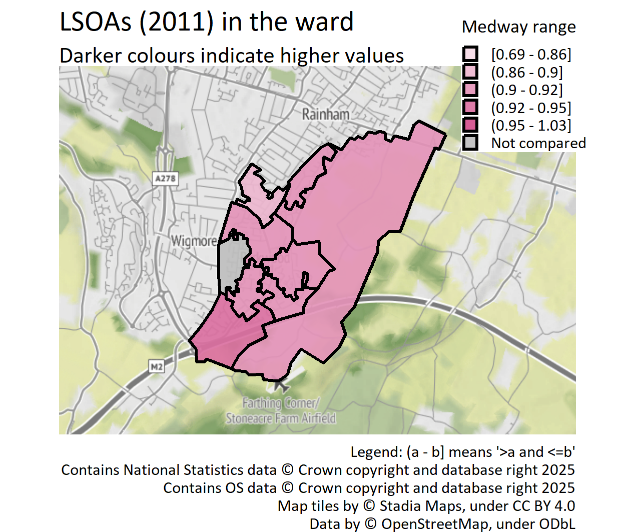 LSOAs (2011) in the ward
Darker colours indicate higher values
Medway range
[0.69 - 0.86]
(0.86 - 0.9]
(0.9 - 0.92]
(0.92 - 0.95]
(0.95 - 1.03]
Not compared
Rainham
A278
Wigmore
M2
Farthing Corner/
Stoneacre Farm Airfield
Legend: (a - b] means '>a and <=b'
Contains National Statistics data © Crown copyright and database right 2025
Contains OS data © Crown copyright and database right 2025
Map tiles by © Stadia Maps, under CC BY 4.0
Data by © OpenStreetMap, under ODbL